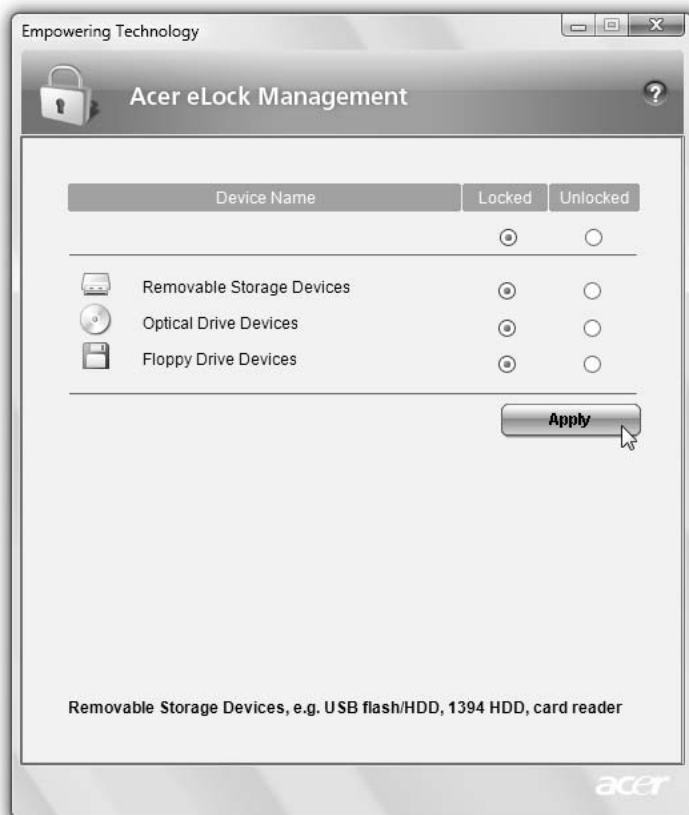 Empowering Technology
Acer eLock Management
?
Device Name Locked Unlocked
Removable Storage Devices
Optical Drive Devices
Floppy Drive Devices
Apply
Removable Storage Devices, e.g. USB flash/HDD, 1394 HDD, card reader
acer